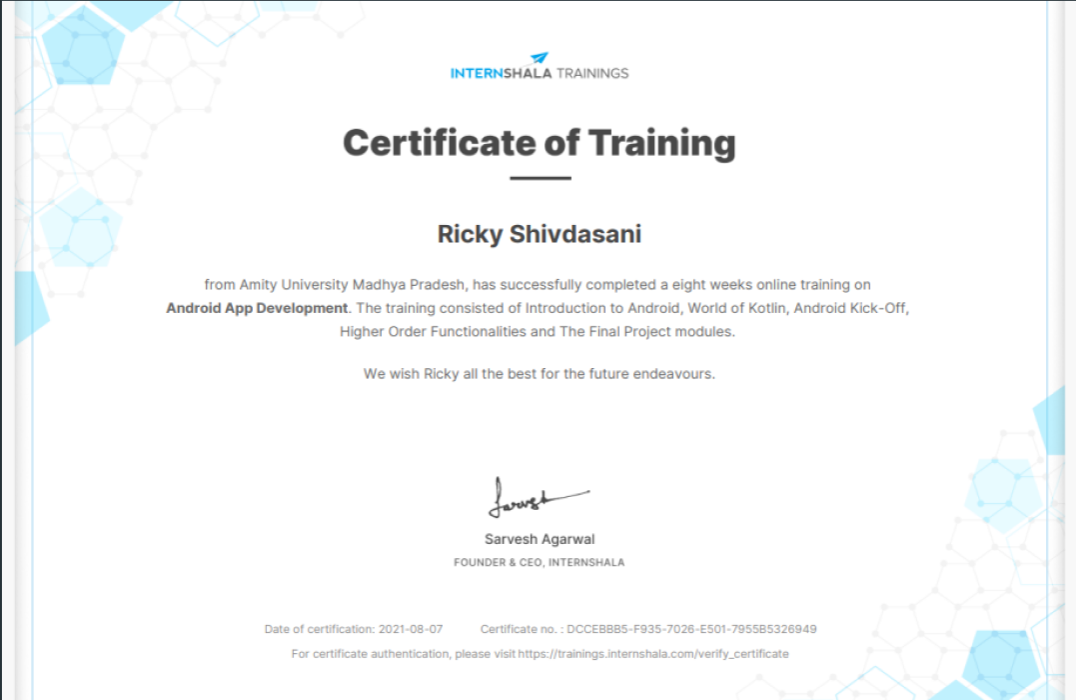 INTERNSHALA TRAININGS
Certificate of Training
Ricky Shivdasani
from Amity University Madhya Pradesh, has successfully completed a eight weeks online training on
Android App Development. The training consisted of Introduction to Android, World of Kotlin, Android Kick-Off,
Higher Order Functionalities and The Final Project modules.
We wish Ricky all the best for the future endeavours.
Sarvesh
Sarvesh Agarwal
FOUNDER & CEO, INTERNSHALA
Date of certification: 2021-08-07 Certificate no. : DCCEBBB5-F935-7026-E501-7955B5326949
For certificate authentication, please visit https://trainings.internshala.com/verify_certificate